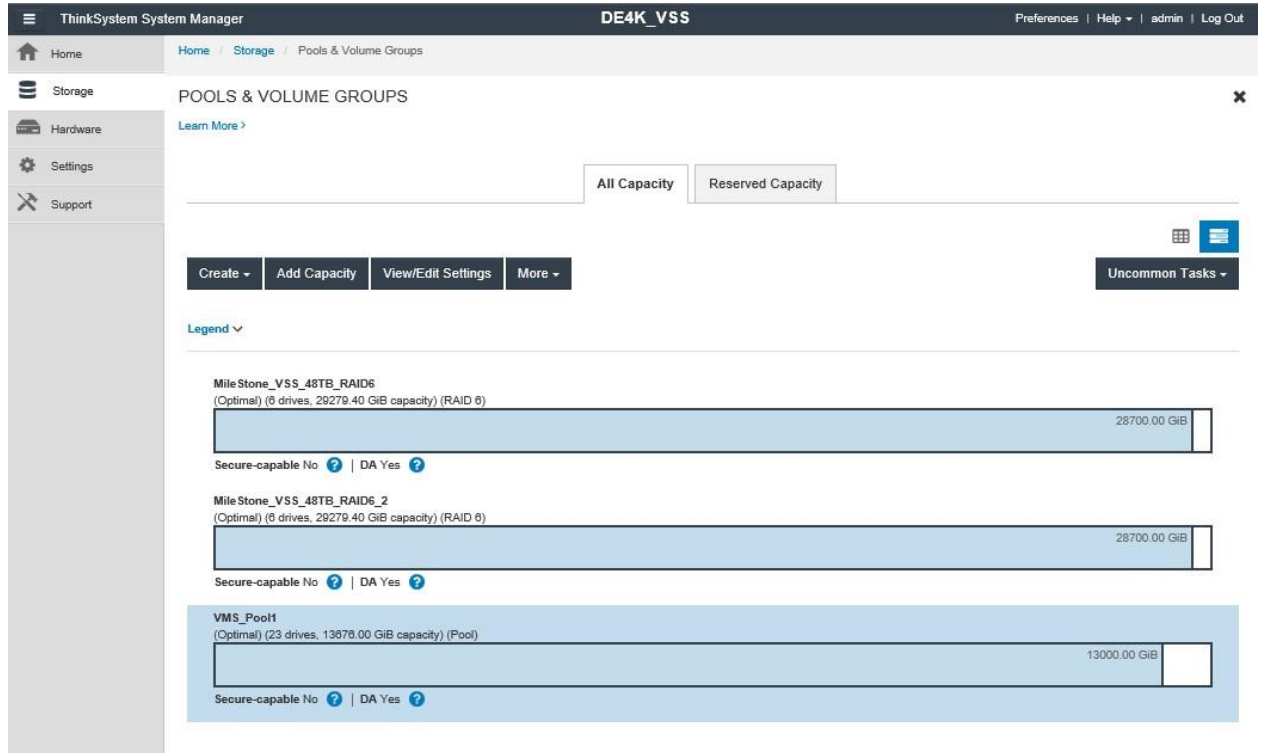 ThinkSystem System Manager
DE4K_VSS
Preferences | Help | admin | Log Out
Home
Storage
Hardware
Settings
Support
Home / Storage / Pools & Volume Groups
POOLS & VOLUME GROUPS
Learn More >
All Capacity
Reserved Capacity
Create
Add Capacity
View/Edit Settings
More
Uncommon Tasks
Legend
MileStone_VSS_48TB_RAID6
(Optimal) (6 drives, 29279.40 GiB capacity) (RAID 6)
28700.00 GiB
Secure-capable No ? | DA Yes ?
MileStone_VSS_48TB_RAID6_2
(Optimal) (6 drives, 29279.40 GiB capacity) (RAID 6)
28700.00 GiB
Secure-capable No ? | DA Yes ?
VMS_Pool1
(Optimal) (23 drives, 13676.00 GiB capacity) (Pool)
13000.00 GiB
Secure-capable No ? | DA Yes ?